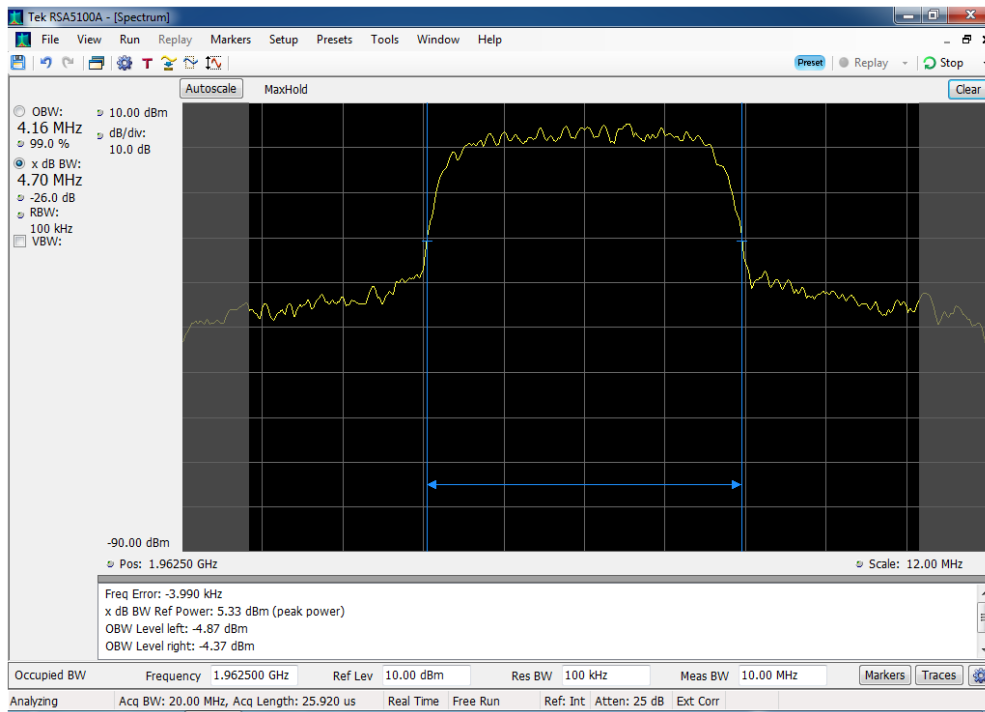 Tek RSA5100A - [Spectrum]
File View Run Replay Markers Setup Presets Tools Window Help
T Preset Replay Stop
Autoscale MaxHold Clear
OBW:
4.16 MHz
99.0 %
x dB BW:
4.70 MHz
-26.0 dB
RBW:
100 kHz
VBW:
10.00 dBm
dB/div:
10.0 dB
-90.00 dBm
Pos: 1.96250 GHz Scale: 12.00 MHz
Freq Error: -3.990 kHz
x dB BW Ref Power: 5.33 dBm (peak power)
OBW Level left: -4.87 dBm
OBW Level right: -4.37 dBm
Occupied BW Frequency 1.962500 GHz Ref Lev 10.00 dBm Res BW 100 kHz Meas BW 10.00 MHz Markers Traces
Analyzing Acq BW: 20.00 MHz, Acq Length: 25.920 us Real Time Free Run Ref: Int Atten: 25 dB Ext Corr